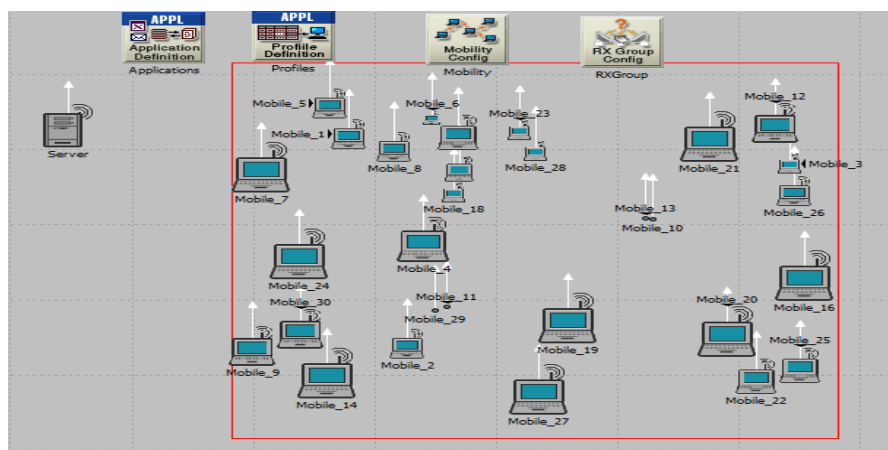 APPL
Application
Definition
Applications
APPL
Profile
Definition
Profiles
Mobility
Config
Mobility
RX Group
Config
RXGroup
Server
Mobile_5
Mobile_6
Mobile_23
Mobile_12
Mobile_1
Mobile_8
Mobile_28
Mobile_21
Mobile_3
Mobile_7
Mobile_18
Mobile_13
Mobile_26
Mobile_10
Mobile_4
Mobile_24
Mobile_30
Mobile_11
Mobile_20
Mobile_16
Mobile_29
Mobile_25
Mobile_19
Mobile_9
Mobile_2
Mobile_14
Mobile_22
Mobile_27